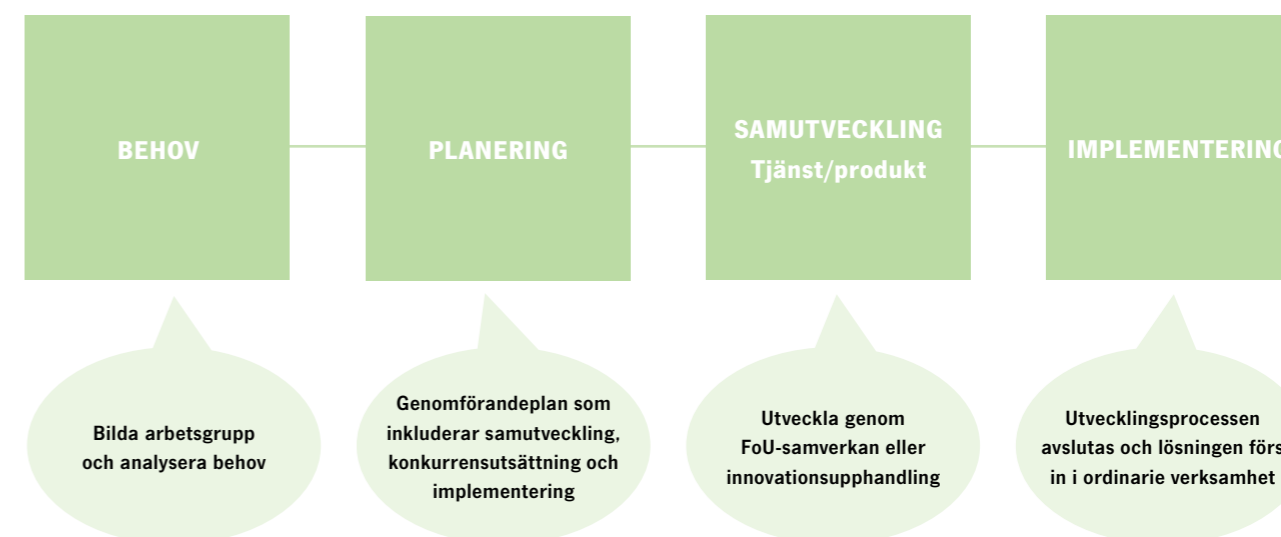 BEHOV
PLANERING
SAMUTVECKLING
Tjänst/produkt
IMPLEMENTERING
Bilda arbetsgrupp
och analysera behov
Genomförandeplan som
inkluderar samutveckling,
konkurrensutsättning och
implementering
Utveckla genom
FoU-samverkan eller
innovationsupphandling
Utvecklingsprocessen
avslutas och lösningen förs
in i ordinarie verksamhet